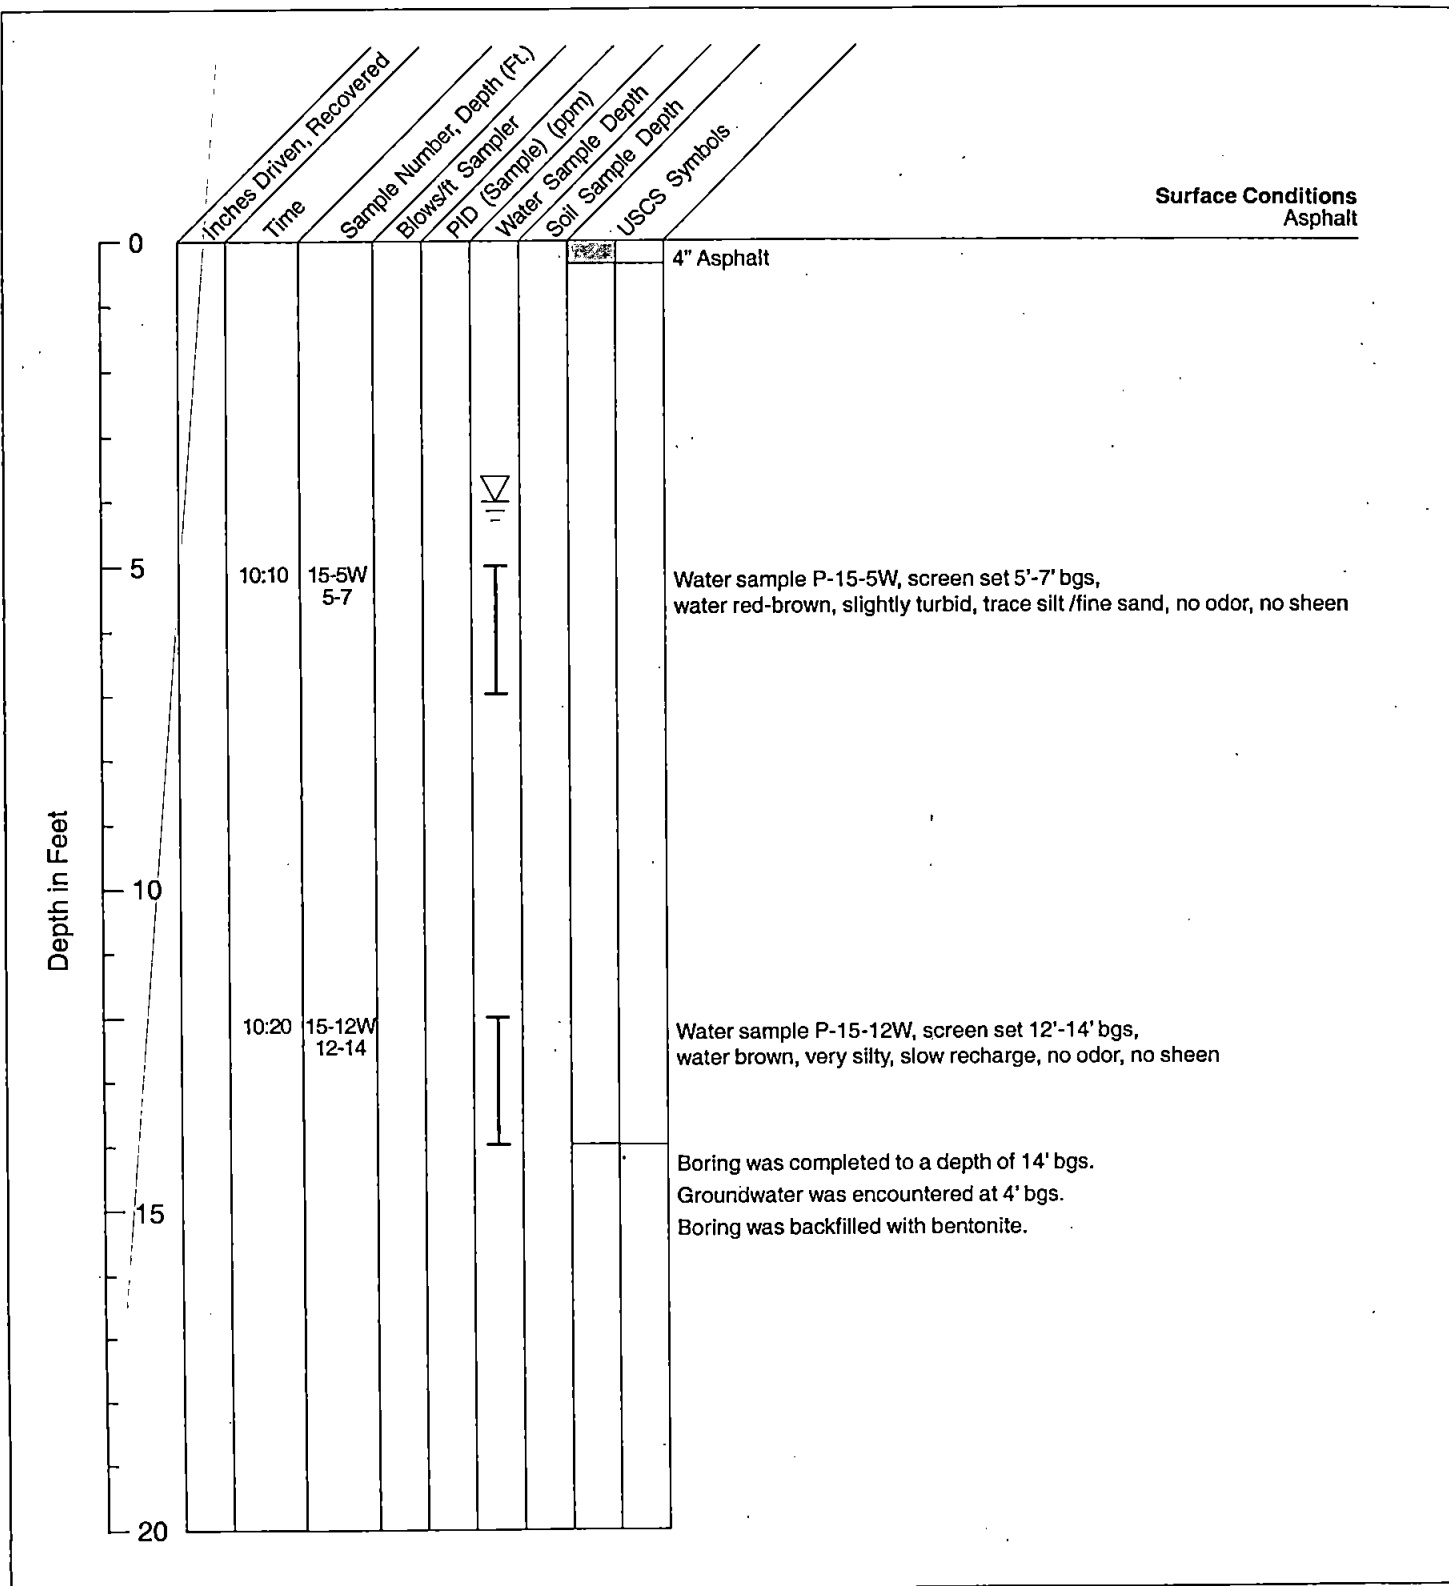 Inches Driven, Recovered
Time
Sample Number, Depth (Ft.)
Blows/ft Sampler
PID (Sample) (ppm)
Water Sample Depth
Soil Sample Depth
USCS Symbols
Surface Conditions
Asphalt
0
4" Asphalt
5
10:10
15-5W
5-7
Water sample P-15-5W, screen set 5'-7' bgs,
water red-brown, slightly turbid, trace silt /fine sand, no odor, no sheen
Depth in Feet
10
10:20
15-12W
12-14
Water sample P-15-12W, screen set 12'-14' bgs,
water brown, very silty, slow recharge, no odor, no sheen
Boring was completed to a depth of 14' bgs.
Groundwater was encountered at 4' bgs.
15
Boring was backfilled with bentonite.
20